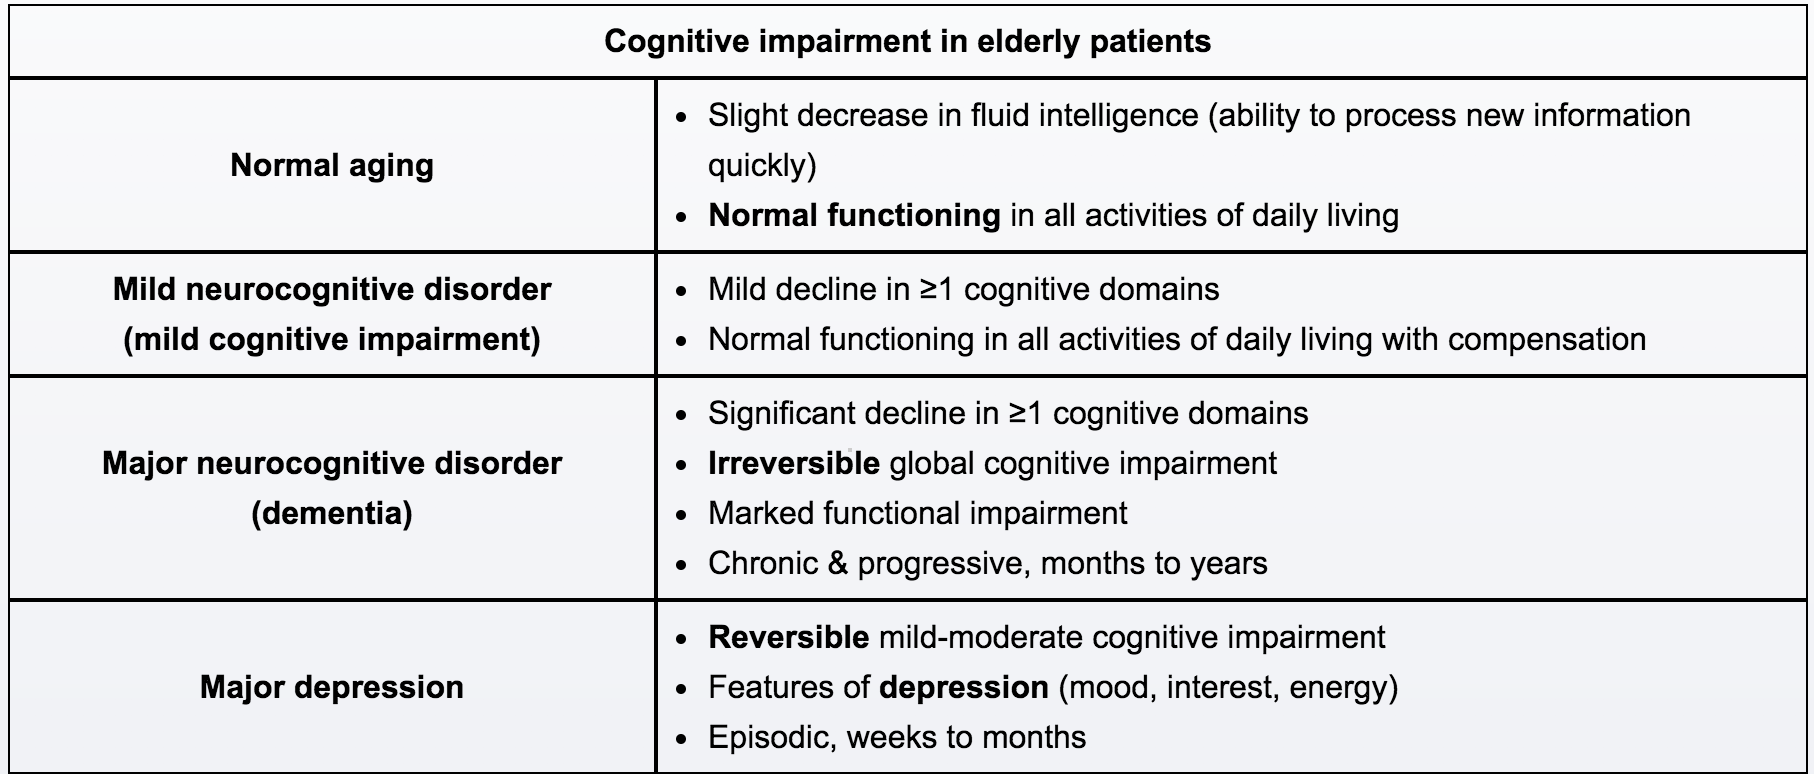 Cognitive impairment in elderly patients
Normal aging
• Slight decrease in fluid intelligence (ability to process new information
quickly)
• Normal functioning in all activities of daily living
Mild neurocognitive disorder
(mild cognitive impairment)
• Mild decline in ≥1 cognitive domains
• Normal functioning in all activities of daily living with compensation
Major neurocognitive disorder
(dementia)
• Significant decline in ≥1 cognitive domains
• Irreversible global cognitive impairment
• Marked functional impairment
• Chronic & progressive, months to years
Major depression
• Reversible mild-moderate cognitive impairment
• Features of depression (mood, interest, energy)
• Episodic, weeks to months